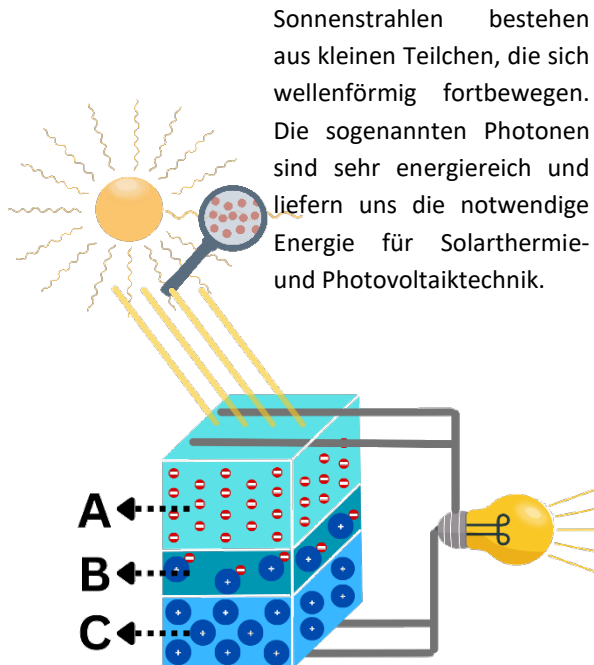 Sonnenstrahlen bestehen
aus kleinen Teilchen, die sich
wellenförmig fortbewegen.
Die sogenannten Photonen
sind sehr energiereich und
liefern uns die notwendige
Energie für Solarthermie-
und Photovoltaiktechnik.
A
B
C